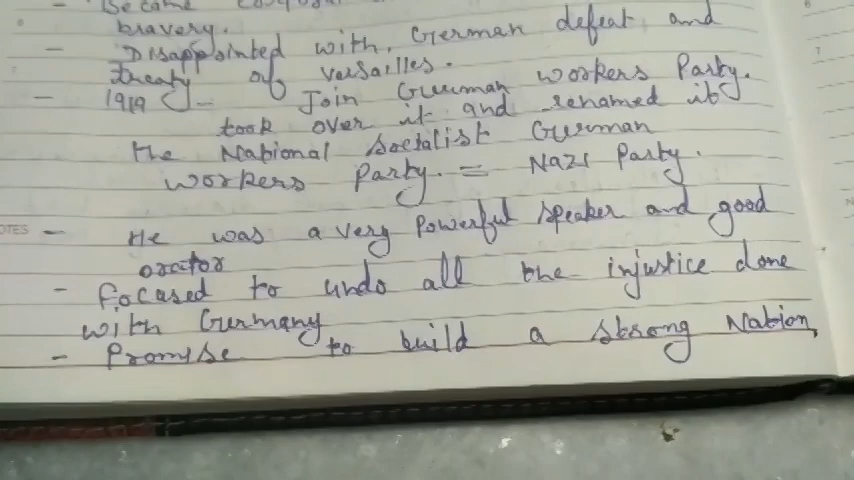 - Become
bravery.
- Disappointed with, German defeat and
treaty of Versailles.
- 1919 - Join German workers Party.
took over it and renamed it
the National Socialist German
workers Party. = Nazi Party.
NOTES
- He was a very powerful speaker and good
orator
- focused to undo all the injustice done
with Germany
- Promise to build a strong Nation,